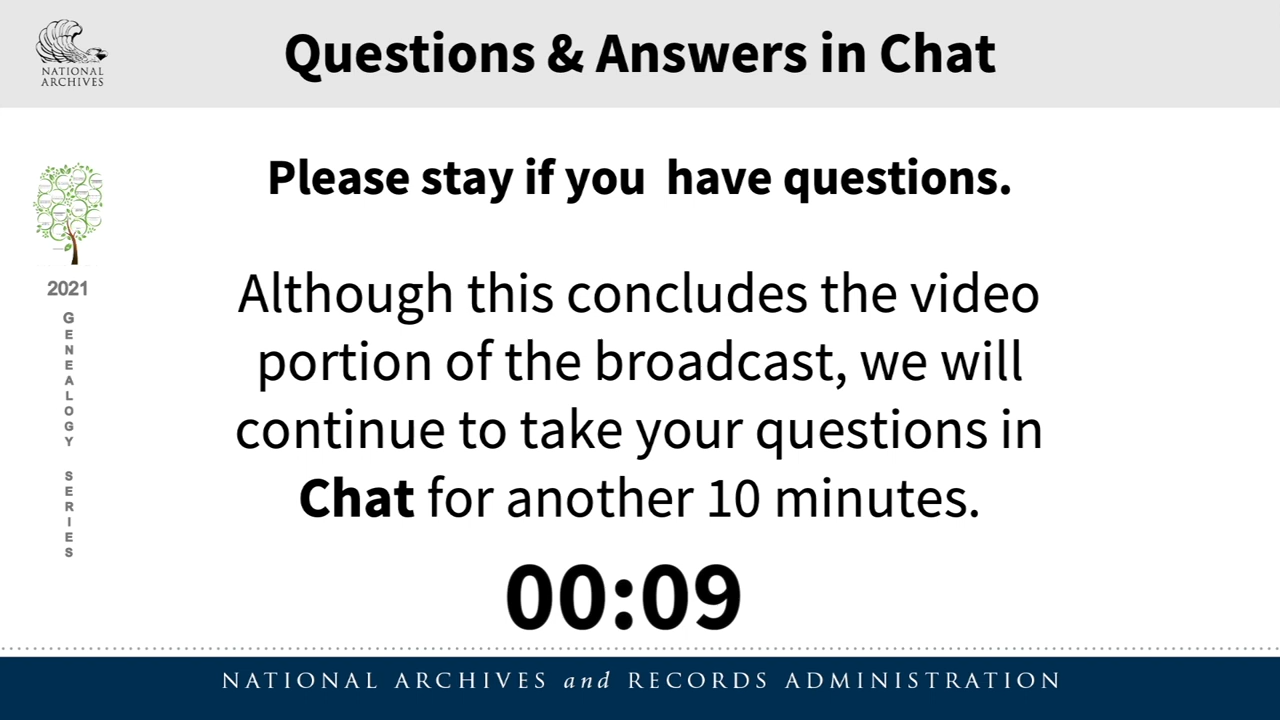 NATIONAL
ARCHIVES
Questions & Answers in Chat
Please stay if you  have questions.
2021
GENEALOGY SERIES
Although this concludes the video
portion of the broadcast, we will
continue to take your questions in
Chat for another 10 minutes.
00:09
NATIONAL ARCHIVES and RECORDS ADMINISTRATION